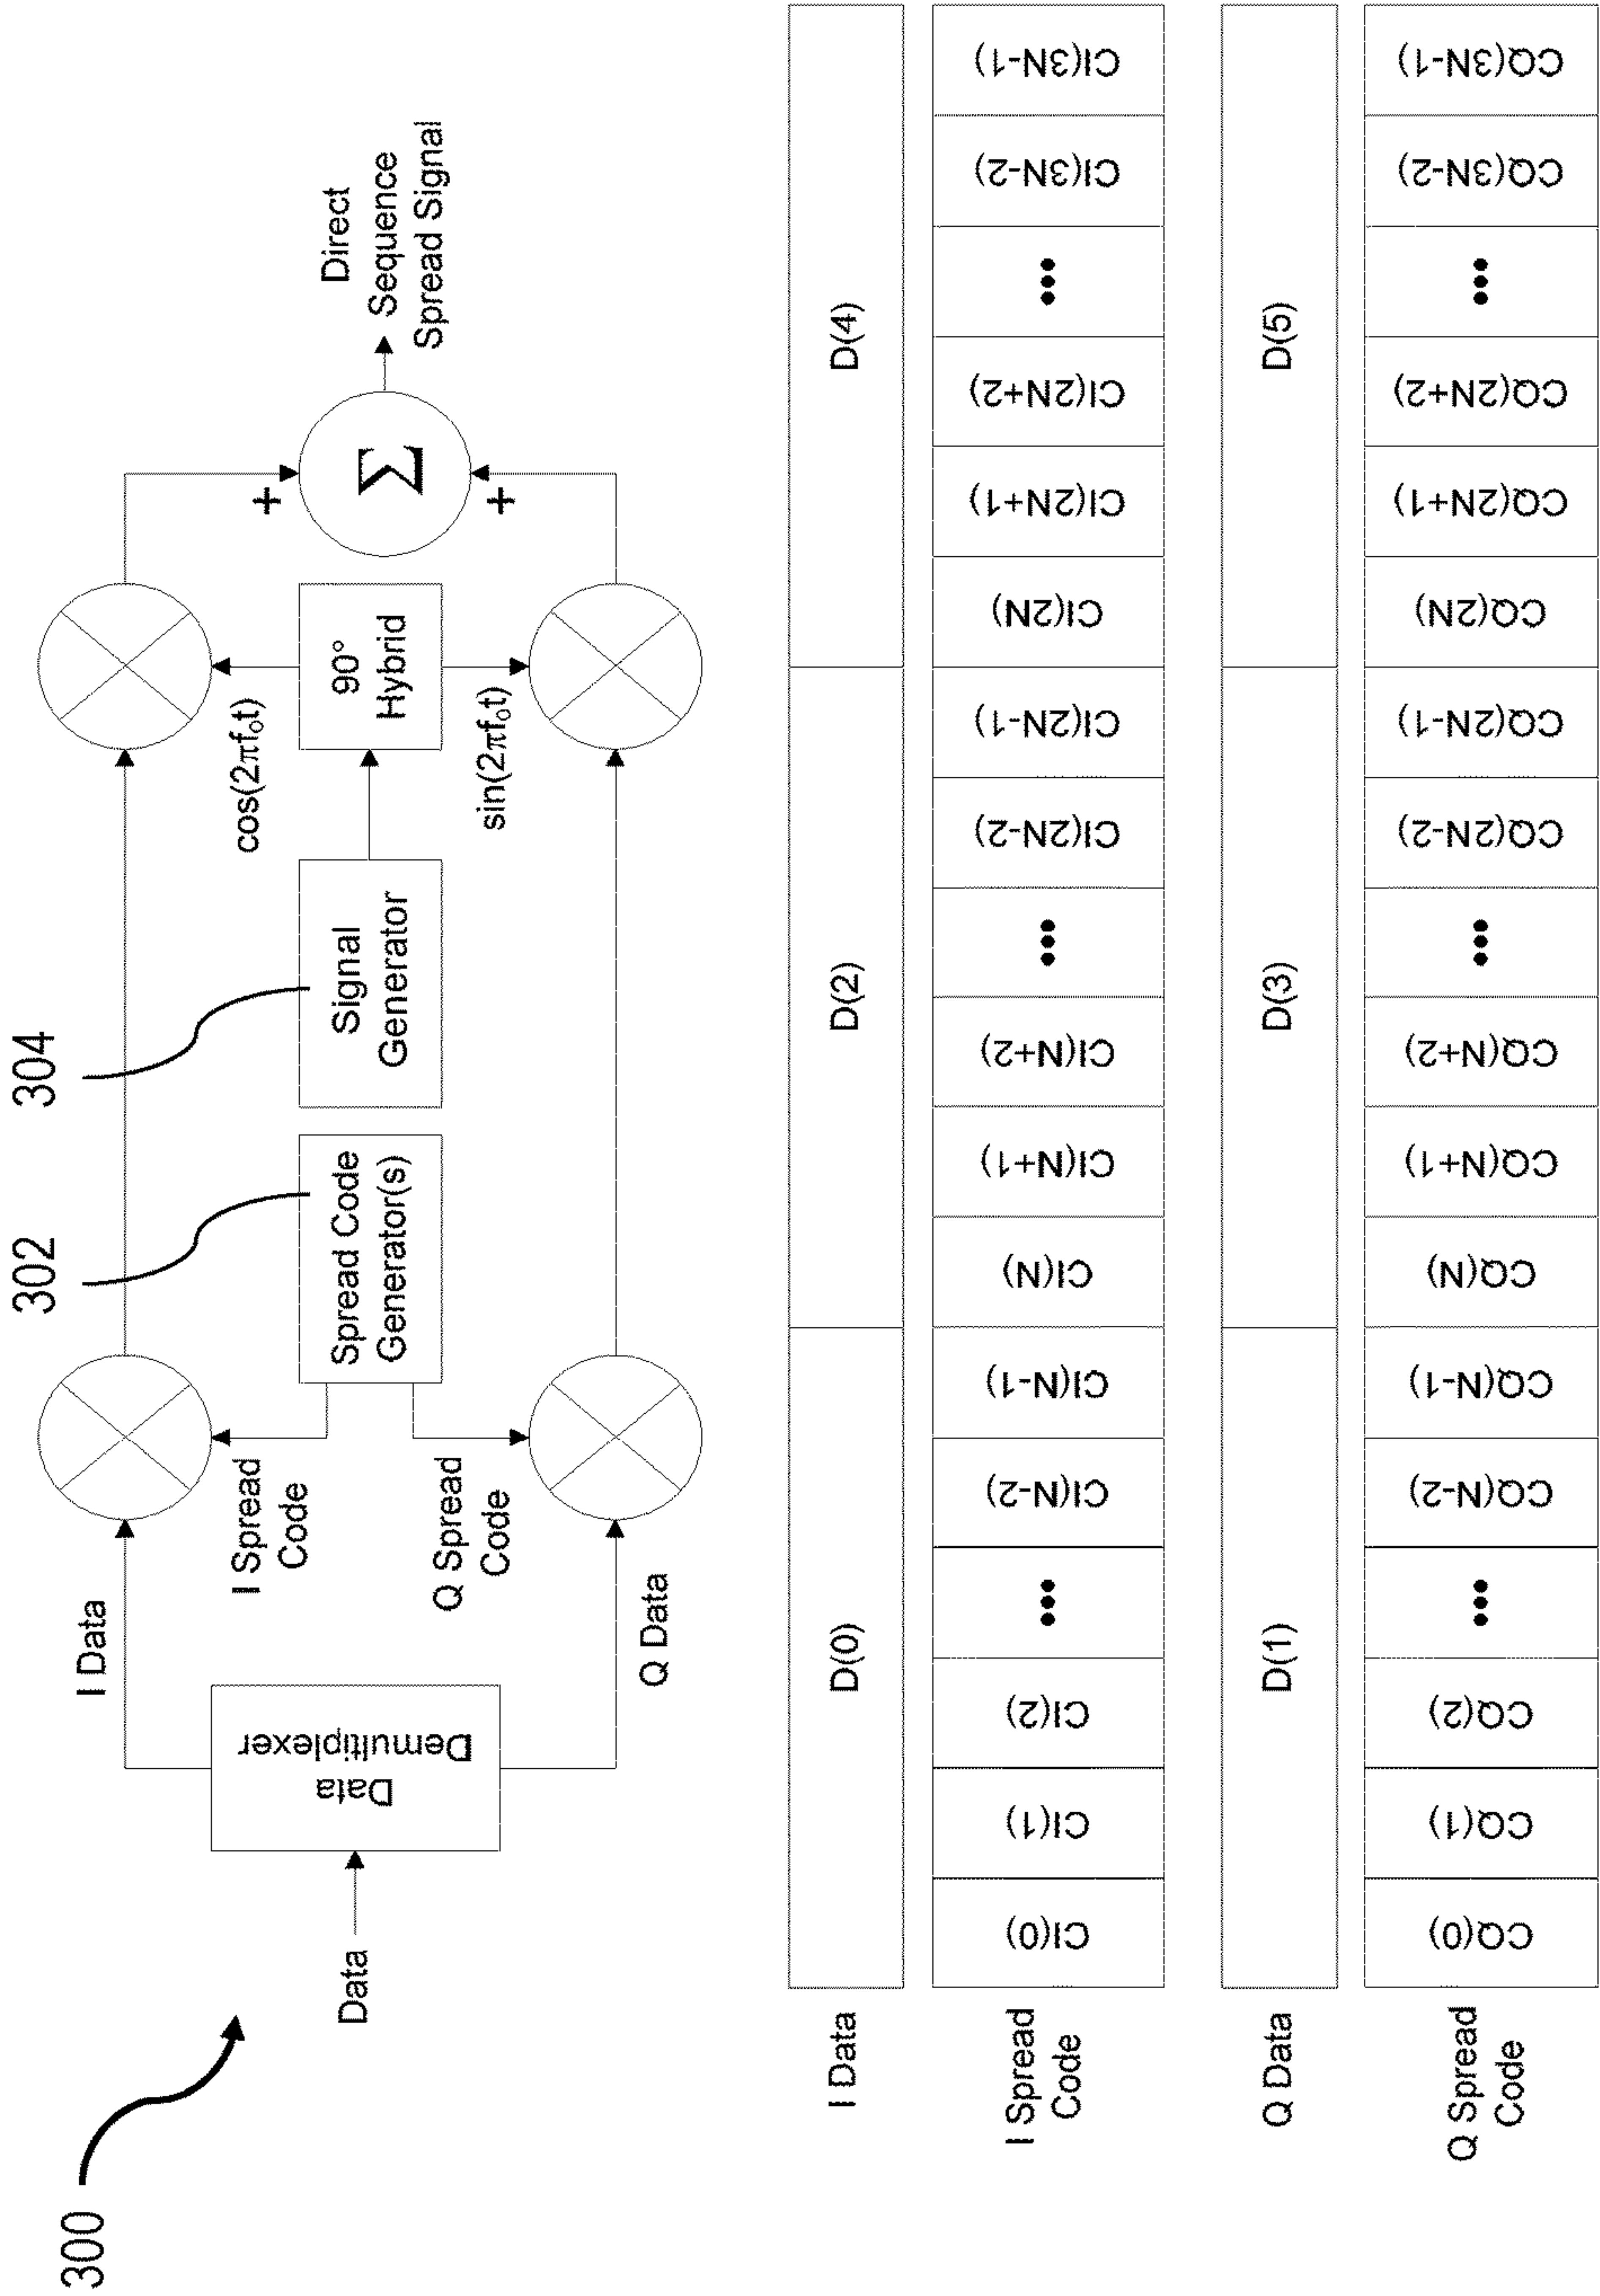 300
302
304
Data
Data
Demultiplexer
I Data
Q Data
I Spread
Code
Q Spread
Code
Spread Code
Generator(s)
Signal
Generator
cos(2πf₀t)
sin(2πf₀t)
90°
Hybrid
+
+
Σ
Direct
Sequence
Spread Signal
I Data
D(0)
D(2)
D(4)
I Spread
Code
CI(0)
CI(1)
CI(2)
•••
CI(N-2)
CI(N-1)
CI(N)
CI(N+1)
CI(N+2)
•••
CI(2N-2)
CI(2N-1)
CI(2N)
CI(2N+1)
CI(2N+2)
•••
CI(3N-2)
CI(3N-1)
Q Data
D(1)
D(3)
D(5)
Q Spread
Code
CQ(0)
CQ(1)
CQ(2)
•••
CQ(N-2)
CQ(N-1)
CQ(N)
CQ(N+1)
CQ(N+2)
•••
CQ(2N-2)
CQ(2N-1)
CQ(2N)
CQ(2N+1)
CQ(2N+2)
•••
CQ(3N-2)
CQ(3N-1)